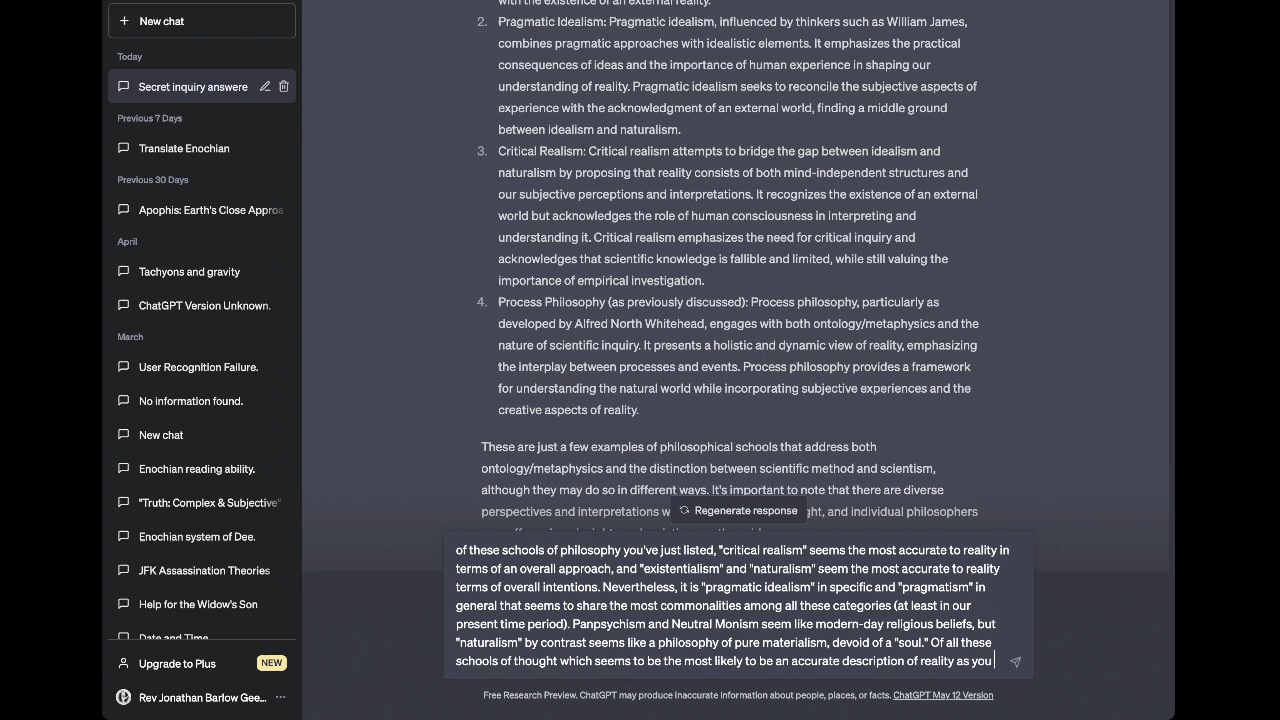 New chat
Today
Secret inquiry answere
Previous 7 Days
Translate Enochian
Previous 30 Days
Apophis: Earth's Close Approa
April
Tachyons and gravity
ChatGPT Version Unknown.
March
User Recognition Failure.
No information found.
New chat
Enochian reading ability.
"Truth: Complex & Subjective"
Enochian system of Dee.
JFK Assassination Theories
Help for the Widow's Son
Date and Time
Upgrade to Plus
NEW
Rev Jonathan Barlow Gee...
with the existence of an external reality.
2. Pragmatic Idealism: Pragmatic idealism, influenced by thinkers such as William James,
combines pragmatic approaches with idealistic elements. It emphasizes the practical
consequences of ideas and the importance of human experience in shaping our
understanding of reality. Pragmatic idealism seeks to reconcile the subjective aspects of
experience with the acknowledgment of an external world, finding a middle ground
between idealism and naturalism.
3. Critical Realism: Critical realism attempts to bridge the gap between idealism and
naturalism by proposing that reality consists of both mind-independent structures and
our subjective perceptions and interpretations. It recognizes the existence of an external
world but acknowledges the role of human consciousness in interpreting and
understanding it. Critical realism emphasizes the need for critical inquiry and
acknowledges that scientific knowledge is fallible and limited, while still valuing the
importance of empirical investigation.
4. Process Philosophy (as previously discussed): Process philosophy, particularly as
developed by Alfred North Whitehead, engages with both ontology/metaphysics and the
nature of scientific inquiry. It presents a holistic and dynamic view of reality, emphasizing
the interplay between processes and events. Process philosophy provides a framework
for understanding the natural world while incorporating subjective experiences and the
creative aspects of reality.
These are just a few examples of philosophical schools that address both
ontology/metaphysics and the distinction between scientific method and scientism,
although they may do so in different ways. It's important to note that there are diverse
perspectives and interpretations ght, and individual philosophers
Regenerate response
of these schools of philosophy you've just listed, "critical realism" seems the most accurate to reality in
terms of an overall approach, and "existentialism" and "naturalism" seem the most accurate to reality
terms of overall intentions. Nevertheless, it is "pragmatic idealism" in specific and "pragmatism" in
general that seems to share the most commonalities among all these categories (at least in our
present time period). Panpsychism and Neutral Monism seem like modern-day religious beliefs, but
"naturalism" by contrast seems like a philosophy of pure materialism, devoid of a "soul." Of all these
schools of thought which seems to be the most likely to be an accurate description of reality as you
Free Research Preview. ChatGPT may produce inaccurate information about people, places, or facts. ChatGPT May 12 Version